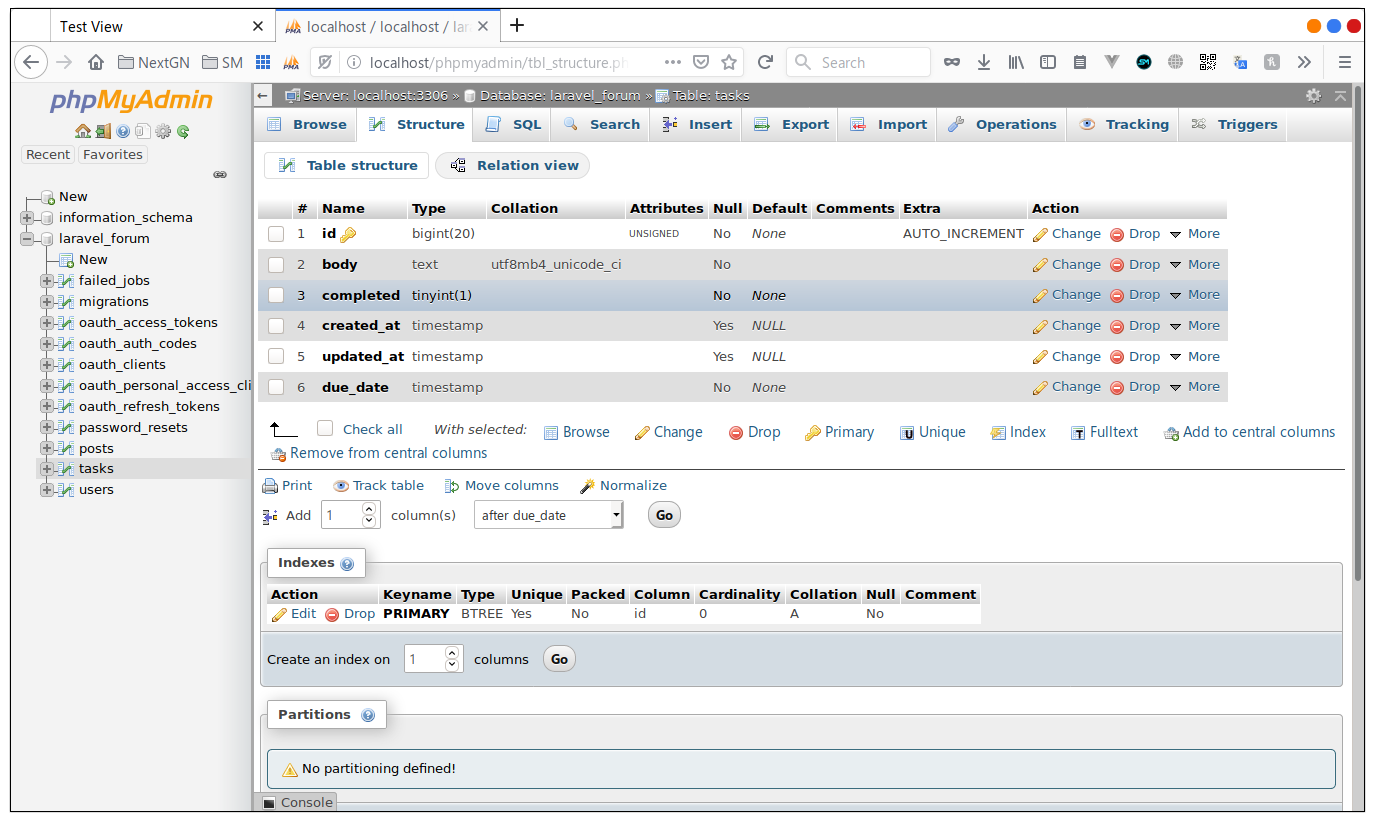 Test View
localhost / localhost / lar
NextGN SM localhost/phpmyadmin/tbl_structure.ph Search
phpMyAdmin
Recent Favorites
New
information_schema
laravel_forum
New
failed_jobs
migrations
oauth_access_tokens
oauth_auth_codes
oauth_clients
oauth_personal_access_cli
oauth_refresh_tokens
password_resets
posts
tasks
users
Server: localhost:3306 » Database: laravel_forum » Table: tasks
Browse Structure SQL Search Insert Export Import Operations Tracking Triggers
Table structure Relation view
# Name Type Collation Attributes Null Default Comments Extra Action
1 id bigint(20) UNSIGNED No None AUTO_INCREMENT Change Drop More
2 body text utf8mb4_unicode_ci No Change Drop More
3 completed tinyint(1) No None Change Drop More
4 created_at timestamp Yes NULL Change Drop More
5 updated_at timestamp Yes NULL Change Drop More
6 due_date timestamp No None Change Drop More
Check all With selected: Browse Change Drop Primary Unique Index Fulltext Add to central columns
Remove from central columns
Print Track table Move columns Normalize
Add 1 column(s) after due_date Go
Indexes
Action Keyname Type Unique Packed Column Cardinality Collation Null Comment
Edit Drop PRIMARY BTREE Yes No id 0 A No
Create an index on 1 columns Go
Partitions
No partitioning defined!
Console